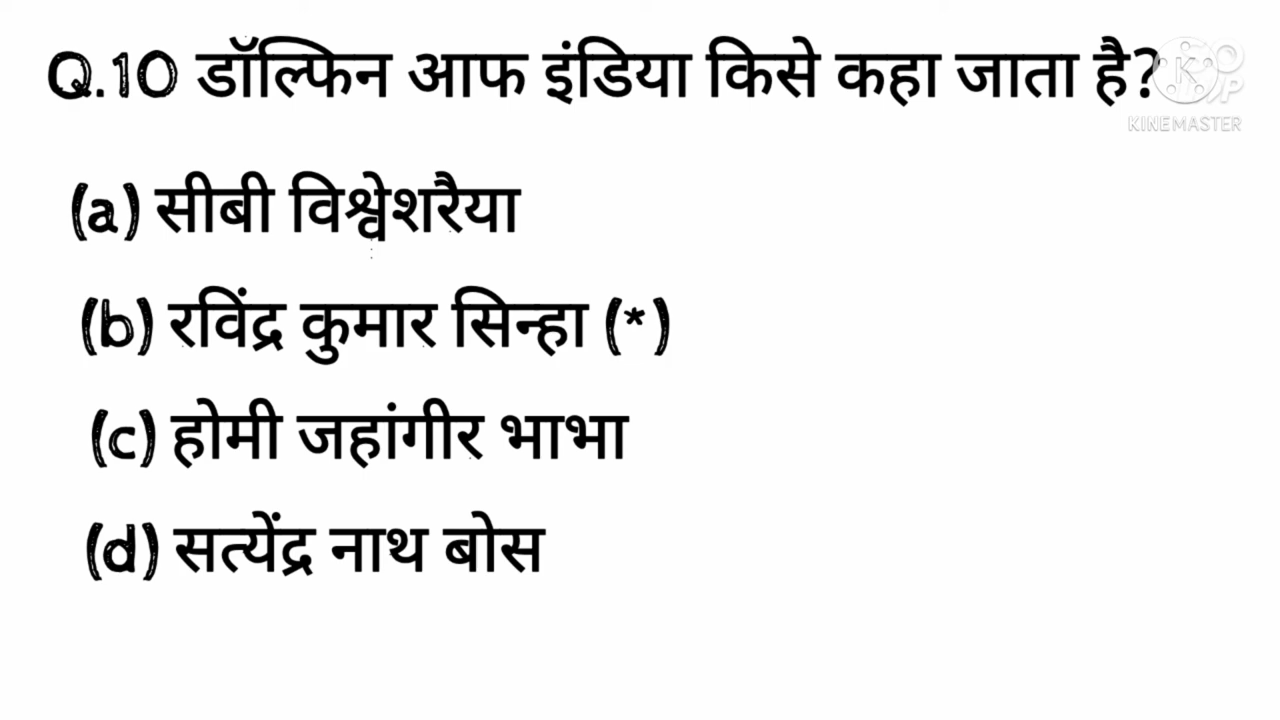 Q.10 डॉल्फिन आफ इंडिया किसे कहा जाता है?
KINEMASTER
(a) सीबी विश्वेशरैया
(b) रविंद्र कुमार सिन्हा (*)
(c) होमी जहांगीर भाभा
(d) सत्येंद्र नाथ बोस